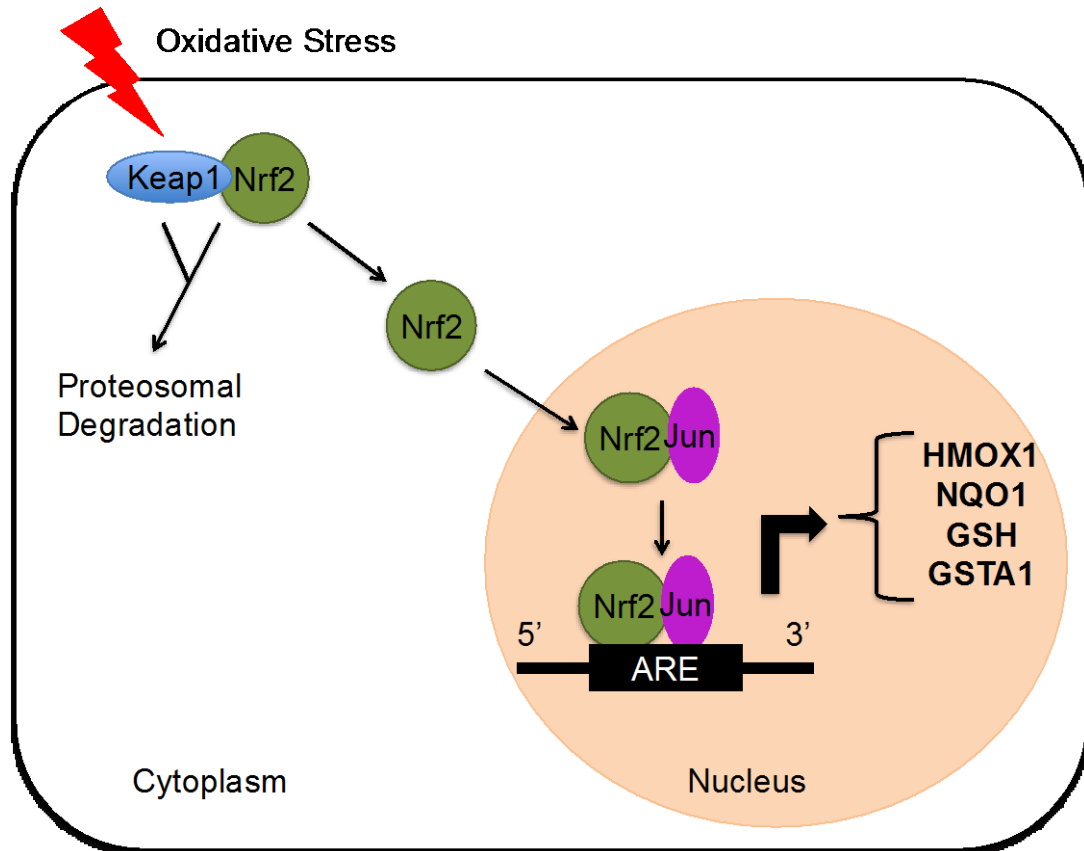 Oxidative Stress
Keap1
Nrf2
Nrf2
Proteosomal
Degradation
Nrf2
Jun
HMOX1
NQO1
GSH
GSTA1
Nrf2
Jun
5’
3’
ARE
Cytoplasm
Nucleus